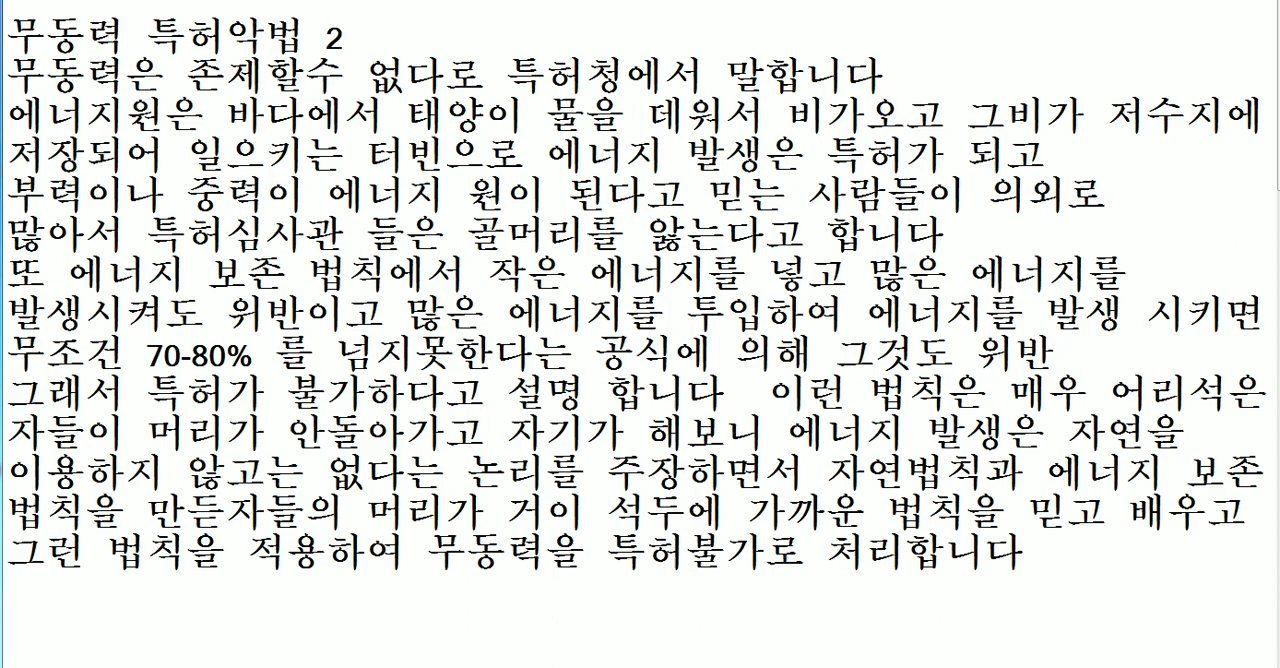 무동력 특허악법 2
무동력은 존제할수 없다로 특허청에서 말합니다
에너지원은 바다에서 태양이 물을 데워서 비가오고 그비가 저수지에
저장되어 일으키는 터빈으로 에너지 발생은 특허가 되고
부력이나 중력이 에너지 원이 된다고 믿는 사람들이 의외로
많아서 특허심사관 들은 골머리를 앓는다고 합니다
또 에너지 보존 법칙에서 작은 에너지를 넣고 많은 에너지를
발생시켜도 위반이고 많은 에너지를 투입하여 에너지를 발생 시키면
무조건 70-80% 를 넘지못한다는 공식에 의해 그것도 위반
그래서 특허가 불가하다고 설명 합니다 이런 법칙은 매우 어리석은
자들이 머리가 안돌아가고 자기가 해보니 에너지 발생은 자연을
이용하지 않고는 없다는 논리를 주장하면서 자연법칙과 에너지 보존
법칙을 만든자들의 머리가 거이 석두에 가까운 법칙을 믿고 배우고
그런 법칙을 적용하여 무동력을 특허불가로 처리합니다